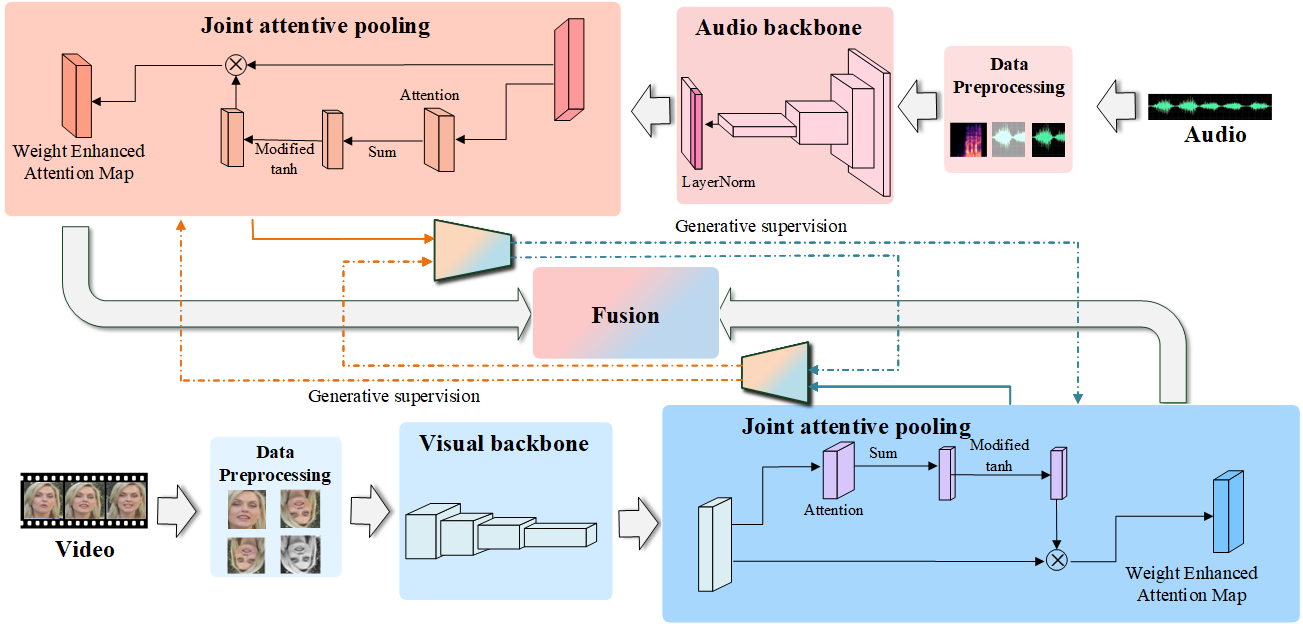 Joint attentive pooling
Attention
Modified
tanh
Sum
Weight Enhanced
Attention Map
Audio backbone
LayerNorm
Data
Preprocessing
Audio
Generative supervision
Fusion
Generative supervision
Video
Data
Preprocessing
Visual backbone
Joint attentive pooling
Sum
Modified
tanh
Attention
Weight Enhanced
Attention Map